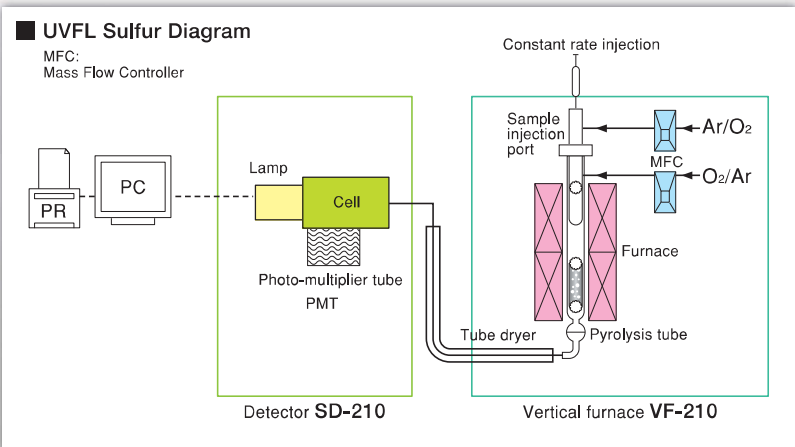 UVFL Sulfur Diagram
MFC:
Mass Flow Controller
Constant rate injection
Sample
injection
port
Ar/O₂
MFC
O₂/Ar
Lamp
PC
PR
Cell
Furnace
Photo-multiplier tube
PMT
Tube dryer
Pyrolysis tube
Detector SD-210
Vertical furnace VF-210